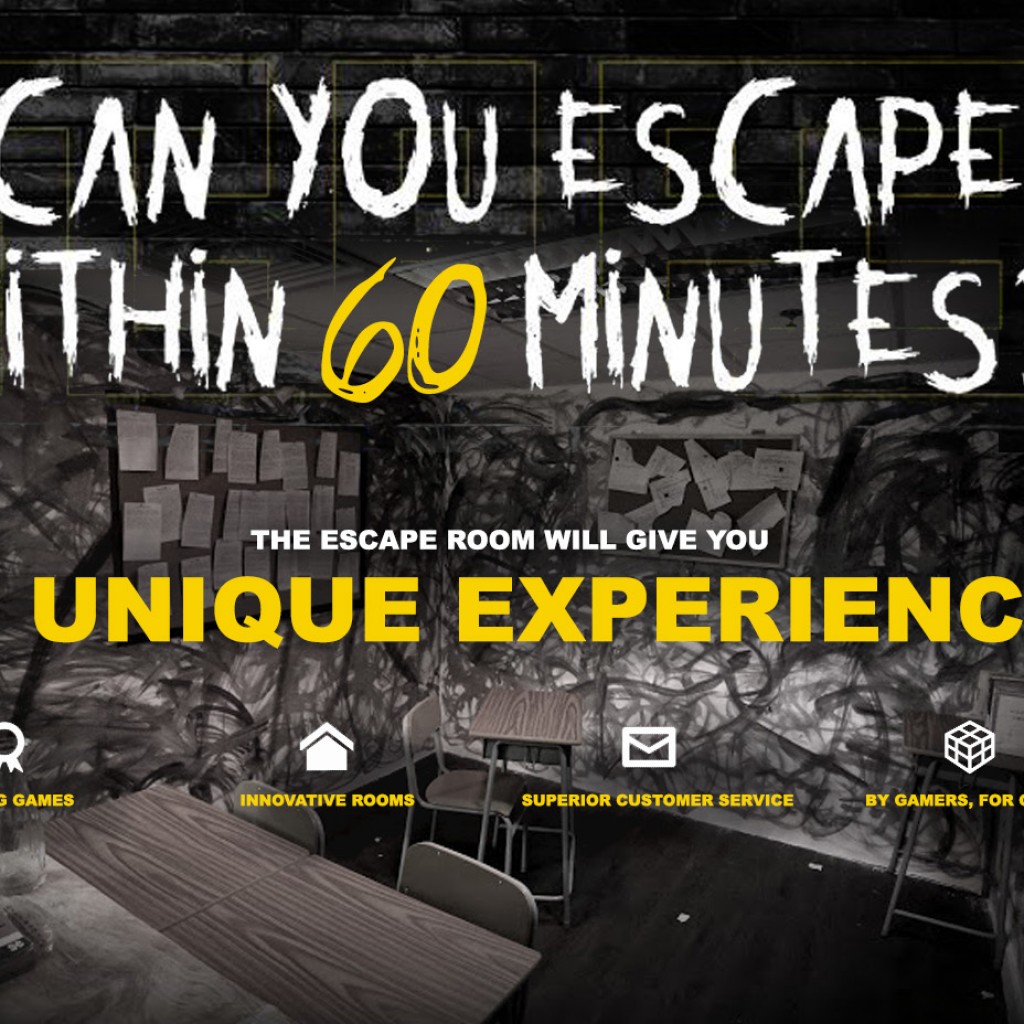 CAN YOU ESCAPE
iTHiN 60 MiNUTES?
THE ESCAPE ROOM WILL GIVE YOU
UNIQUE EXPERIENC
G GAMES
INNOVATIVE ROOMS
SUPERIOR CUSTOMER SERVICE
BY GAMERS, FOR G